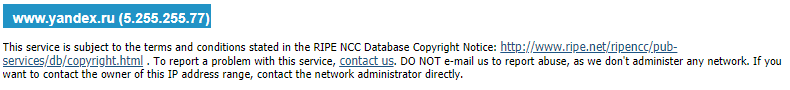 www.yandex.ru (5.255.255.77)
This service is subject to the terms and conditions stated in the RIPE NCC Database Copyright Notice: http://www.ripe.net/ripencc/pub-
services/db/copyright.html . To report a problem with this service, contact us. DO NOT e-mail us to report abuse, as we don't administer any network. If you
want to contact the owner of this IP address range, contact the network administrator directly.